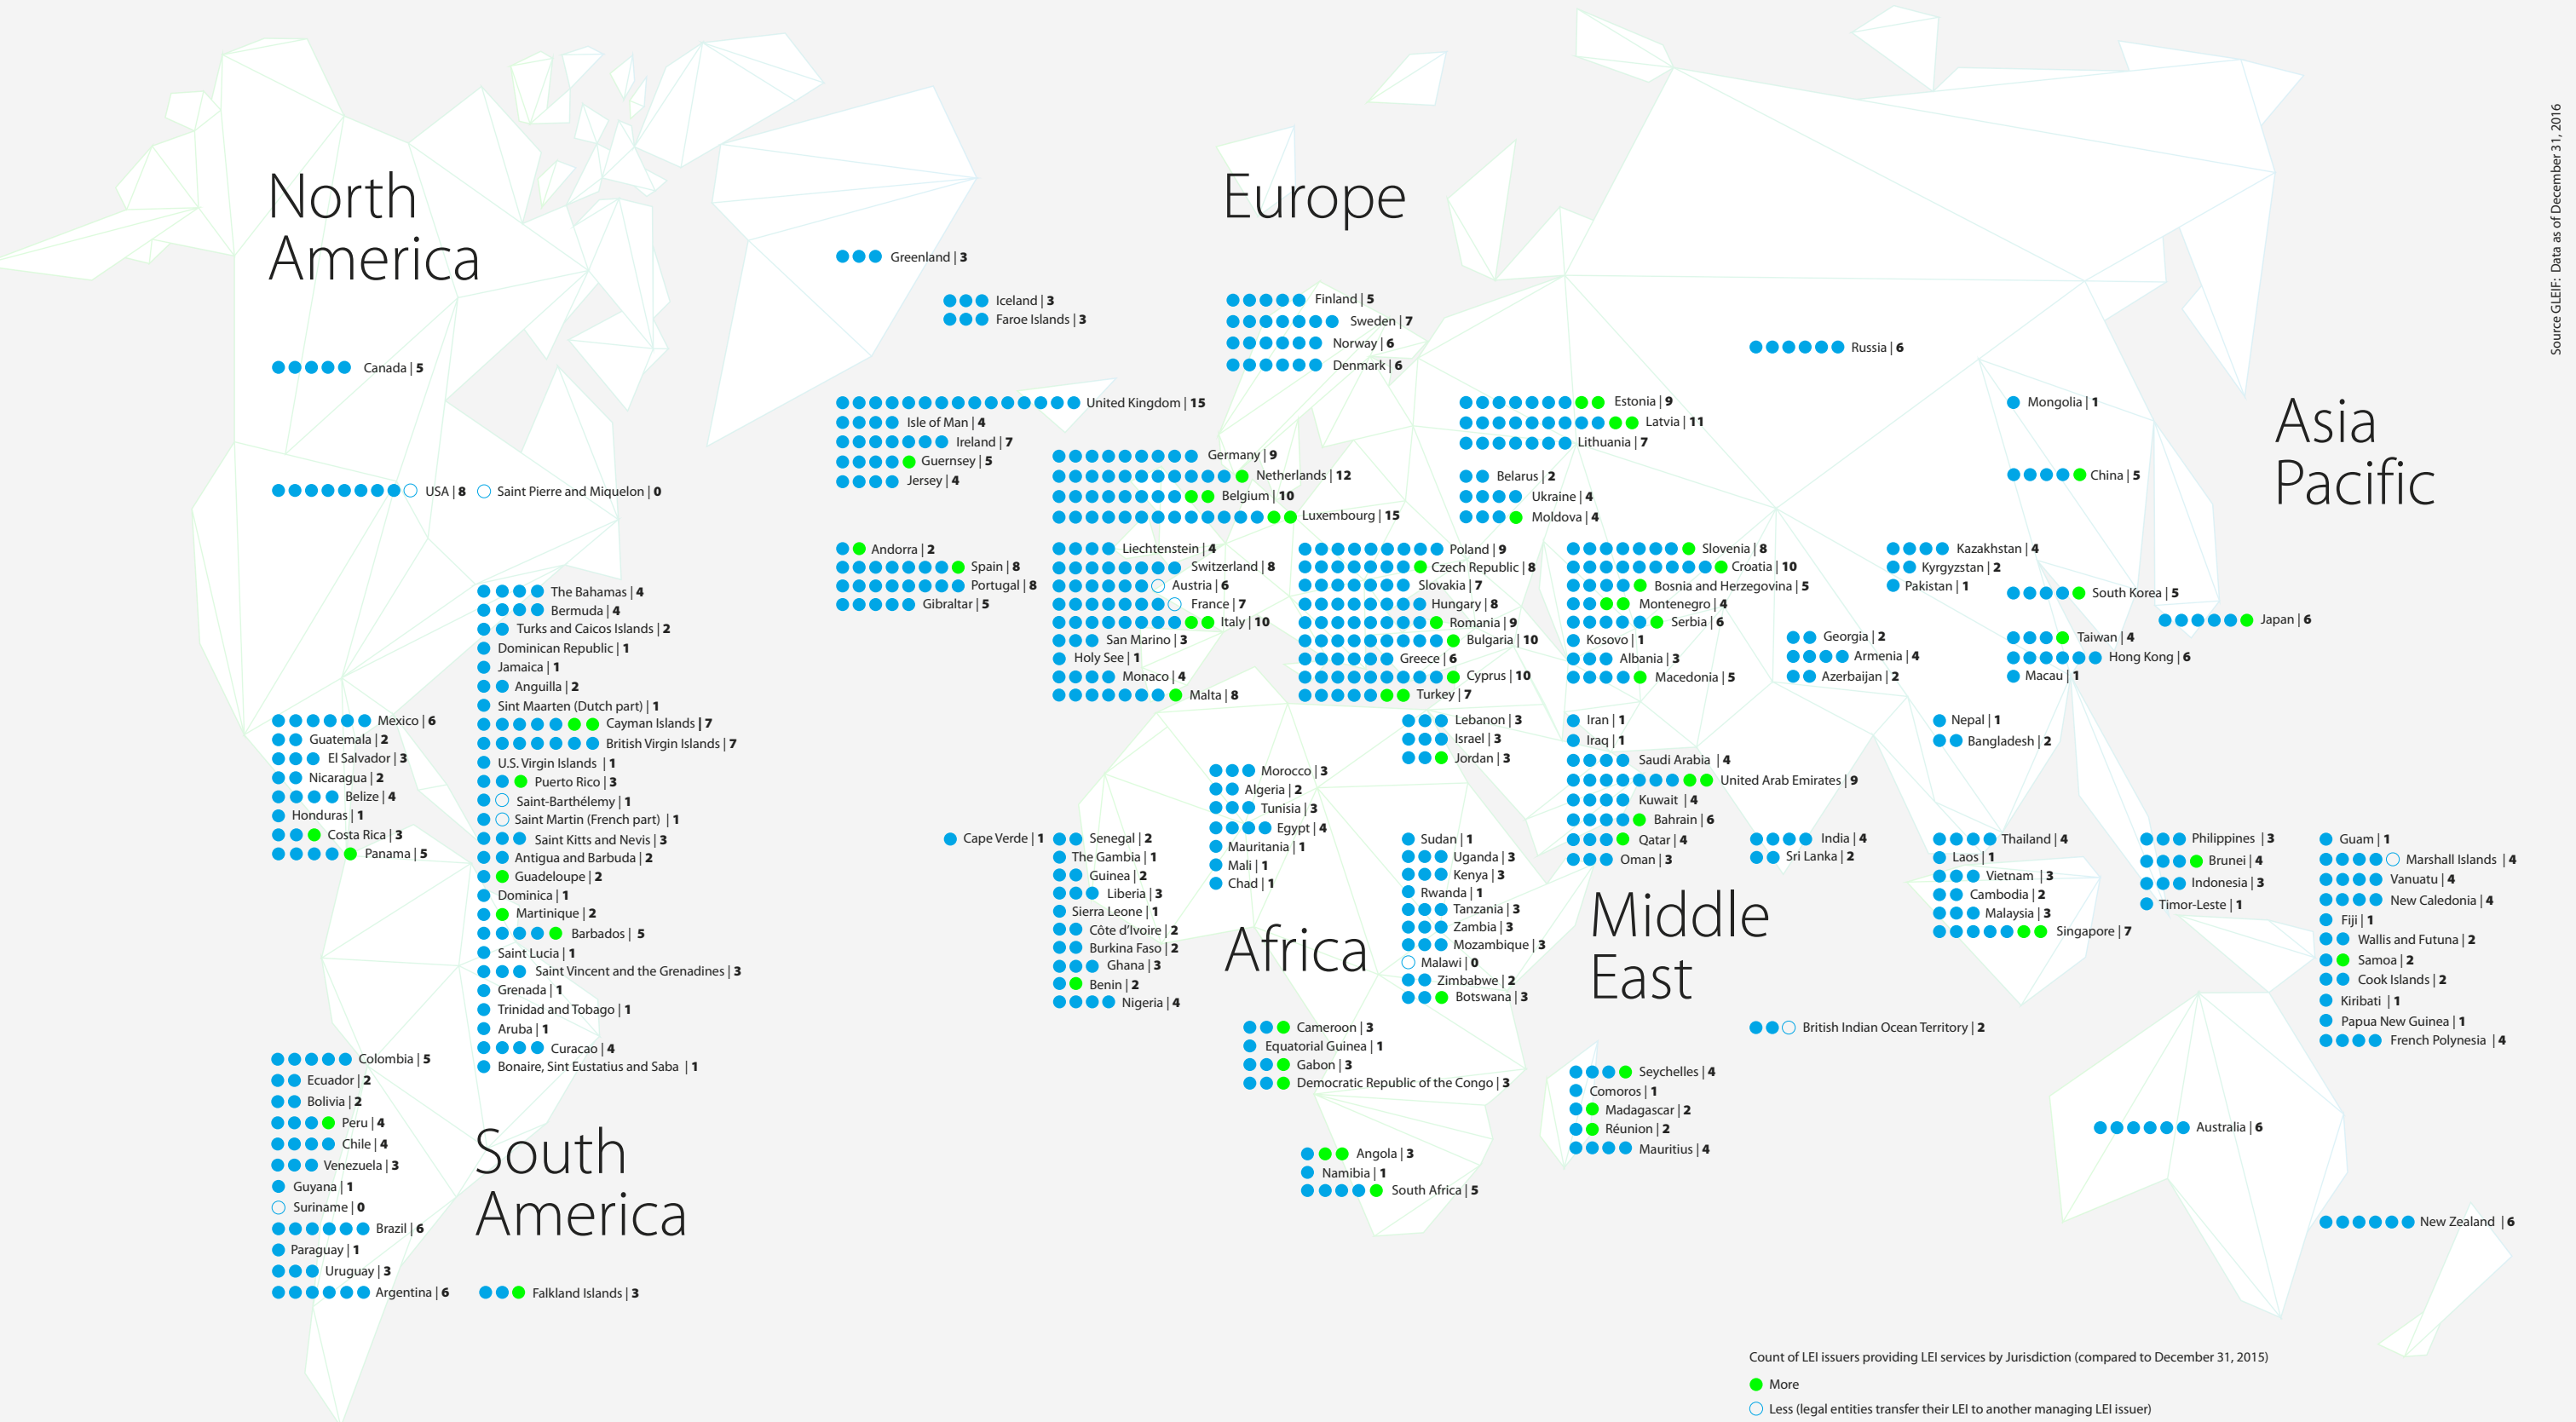 North
America
Europe
Asia
Pacific
Source GLEIF: Data as of December 31, 2016
Greenland | 3
Iceland | 3
Faroe Islands | 3
Canada | 5
USA | 8
Saint Pierre and Miquelon | 0
The Bahamas | 4
Bermuda | 4
Turks and Caicos Islands | 2
Dominican Republic | 1
Jamaica | 1
Anguilla | 2
Sint Maarten (Dutch part) | 1
Cayman Islands | 7
British Virgin Islands | 7
U.S. Virgin Islands | 1
Puerto Rico | 3
Saint-Barthélemy | 1
Saint Martin (French part) | 1
Saint Kitts and Nevis | 3
Antigua and Barbuda | 2
Guadeloupe | 2
Dominica | 1
Martinique | 2
Barbados | 5
Saint Lucia | 1
Saint Vincent and the Grenadines | 3
Grenada | 1
Trinidad and Tobago | 1
Aruba | 1
Curacao | 4
Bonaire, Sint Eustatius and Saba | 1
Mexico | 6
Guatemala | 2
El Salvador | 3
Nicaragua | 2
Belize | 4
Honduras | 1
Costa Rica | 3
Panama | 5
Colombia | 5
Ecuador | 2
Bolivia | 2
Peru | 4
Chile | 4
Venezuela | 3
Guyana | 1
Suriname | 0
Brazil | 6
Paraguay | 1
Uruguay | 3
Argentina | 6
Falkland Islands | 3
South
America
Finland | 5
Sweden | 7
Norway | 6
Denmark | 6
United Kingdom | 15
Isle of Man | 4
Ireland | 7
Guernsey | 5
Jersey | 4
Germany | 9
Netherlands | 12
Belgium | 10
Luxembourg | 15
Estonia | 9
Latvia | 11
Lithuania | 7
Belarus | 2
Ukraine | 4
Moldova | 4
Andorra | 2
Spain | 8
Portugal | 8
Gibraltar | 5
Liechtenstein | 4
Switzerland | 8
Austria | 6
France | 7
Italy | 10
San Marino | 3
Holy See | 1
Monaco | 4
Malta | 8
Poland | 9
Czech Republic | 8
Slovakia | 7
Hungary | 8
Romania | 9
Bulgaria | 10
Greece | 6
Cyprus | 10
Turkey | 7
Slovenia | 8
Croatia | 10
Bosnia and Herzegovina | 5
Montenegro | 4
Serbia | 6
Kosovo | 1
Albania | 3
Macedonia | 5
Georgia | 2
Armenia | 4
Azerbaijan | 2
Russia | 6
Kazakhstan | 4
Kyrgyzstan | 2
Pakistan | 1
Mongolia | 1
China | 5
South Korea | 5
Japan | 6
Taiwan | 4
Hong Kong | 6
Macau | 1
Nepal | 1
Bangladesh | 2
Lebanon | 3
Israel | 3
Jordan | 3
Iran | 1
Iraq | 1
Saudi Arabia | 4
United Arab Emirates | 9
Kuwait | 4
Bahrain | 6
Qatar | 4
Oman | 3
Middle
East
India | 4
Sri Lanka | 2
Thailand | 4
Laos | 1
Vietnam | 3
Cambodia | 2
Malaysia | 3
Singapore | 7
Philippines | 3
Brunei | 4
Indonesia | 3
Timor-Leste | 1
Guam | 1
Marshall Islands | 4
Vanuatu | 4
New Caledonia | 4
Fiji | 1
Wallis and Futuna | 2
Samoa | 2
Cook Islands | 2
Kiribati | 1
Papua New Guinea | 1
French Polynesia | 4
Australia | 6
New Zealand | 6
British Indian Ocean Territory | 2
Morocco | 3
Algeria | 2
Tunisia | 3
Egypt | 4
Mauritania | 1
Mali | 1
Chad | 1
Africa
Cape Verde | 1
Senegal | 2
The Gambia | 1
Guinea | 2
Liberia | 3
Sierra Leone | 1
Côte d’Ivoire | 2
Burkina Faso | 2
Ghana | 3
Benin | 2
Nigeria | 4
Sudan | 1
Uganda | 3
Kenya | 3
Rwanda | 1
Tanzania | 3
Zambia | 3
Mozambique | 3
Malawi | 0
Zimbabwe | 2
Botswana | 3
Cameroon | 3
Equatorial Guinea | 1
Gabon | 3
Democratic Republic of the Congo | 3
Seychelles | 4
Comoros | 1
Madagascar | 2
Réunion | 2
Mauritius | 4
Angola | 3
Namibia | 1
South Africa | 5
Count of LEI issuers providing LEI services by Jurisdiction (compared to December 31, 2015)
More
Less (legal entities transfer their LEI to another managing LEI issuer)